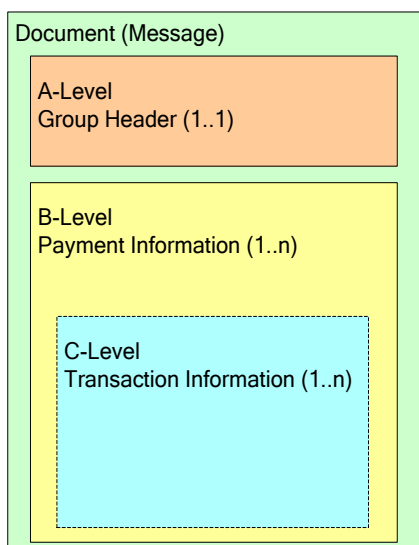 Document (Message)
A-Level
Group Header (1..1)
B-Level
Payment Information (1..n)
C-Level
Transaction Information (1..n)